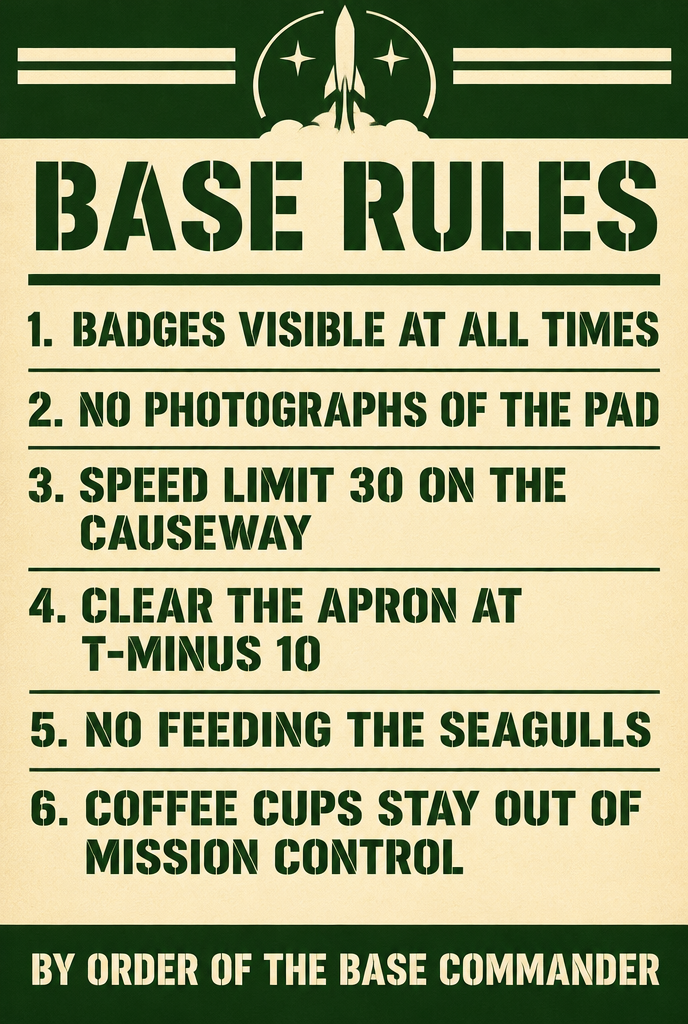 BASE RULES
1. BADGES VISIBLE AT ALL TIMES
2. NO PHOTOGRAPHS OF THE PAD
3. SPEED LIMIT 30 ON THE
CAUSEWAY
4. CLEAR THE APRON AT
T-MINUS 10
5. NO FEEDING THE SEAGULLS
6. COFFEE CUPS STAY OUT OF
MISSION CONTROL
BY ORDER OF THE BASE COMMANDER